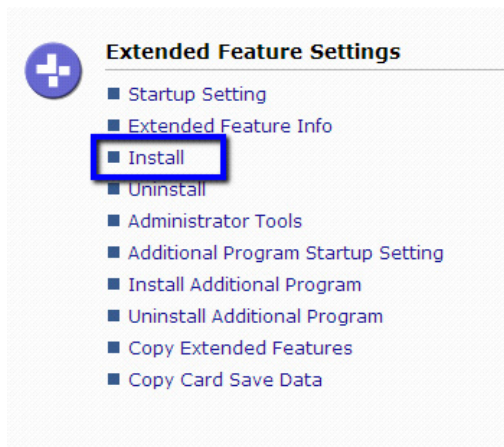 Extended Feature Settings
Startup Setting
Extended Feature Info
Install
Uninstall
Administrator Tools
Additional Program Startup Setting
Install Additional Program
Uninstall Additional Program
Copy Extended Features
Copy Card Save Data